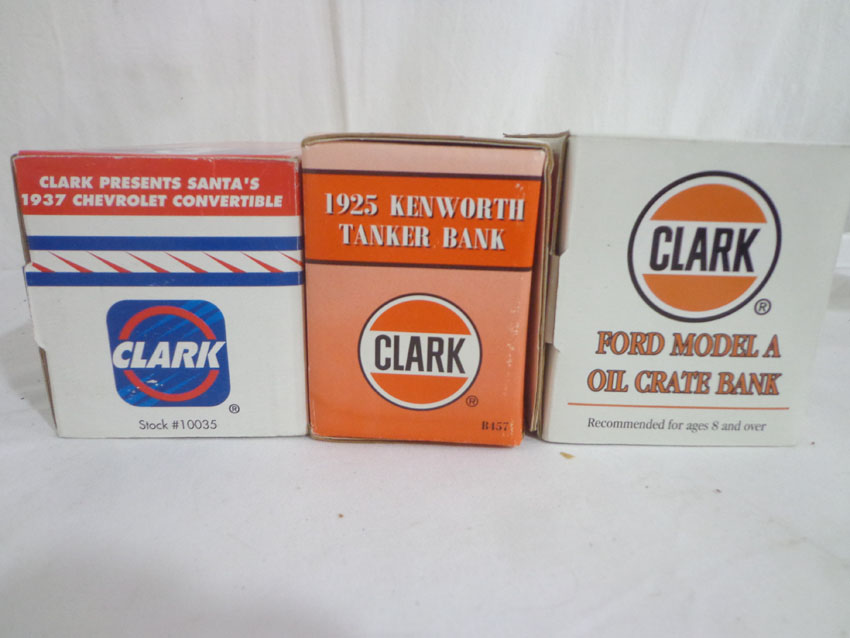 CLARK PRESENTS SANTA'S
1937 CHEVROLET CONVERTIBLE
CLARK
®
Stock #10035
1925 KENWORTH
TANKER BANK
CLARK
®
B457
CLARK
®
FORD MODEL A
OIL CRATE BANK
Recommended for ages 8 and over